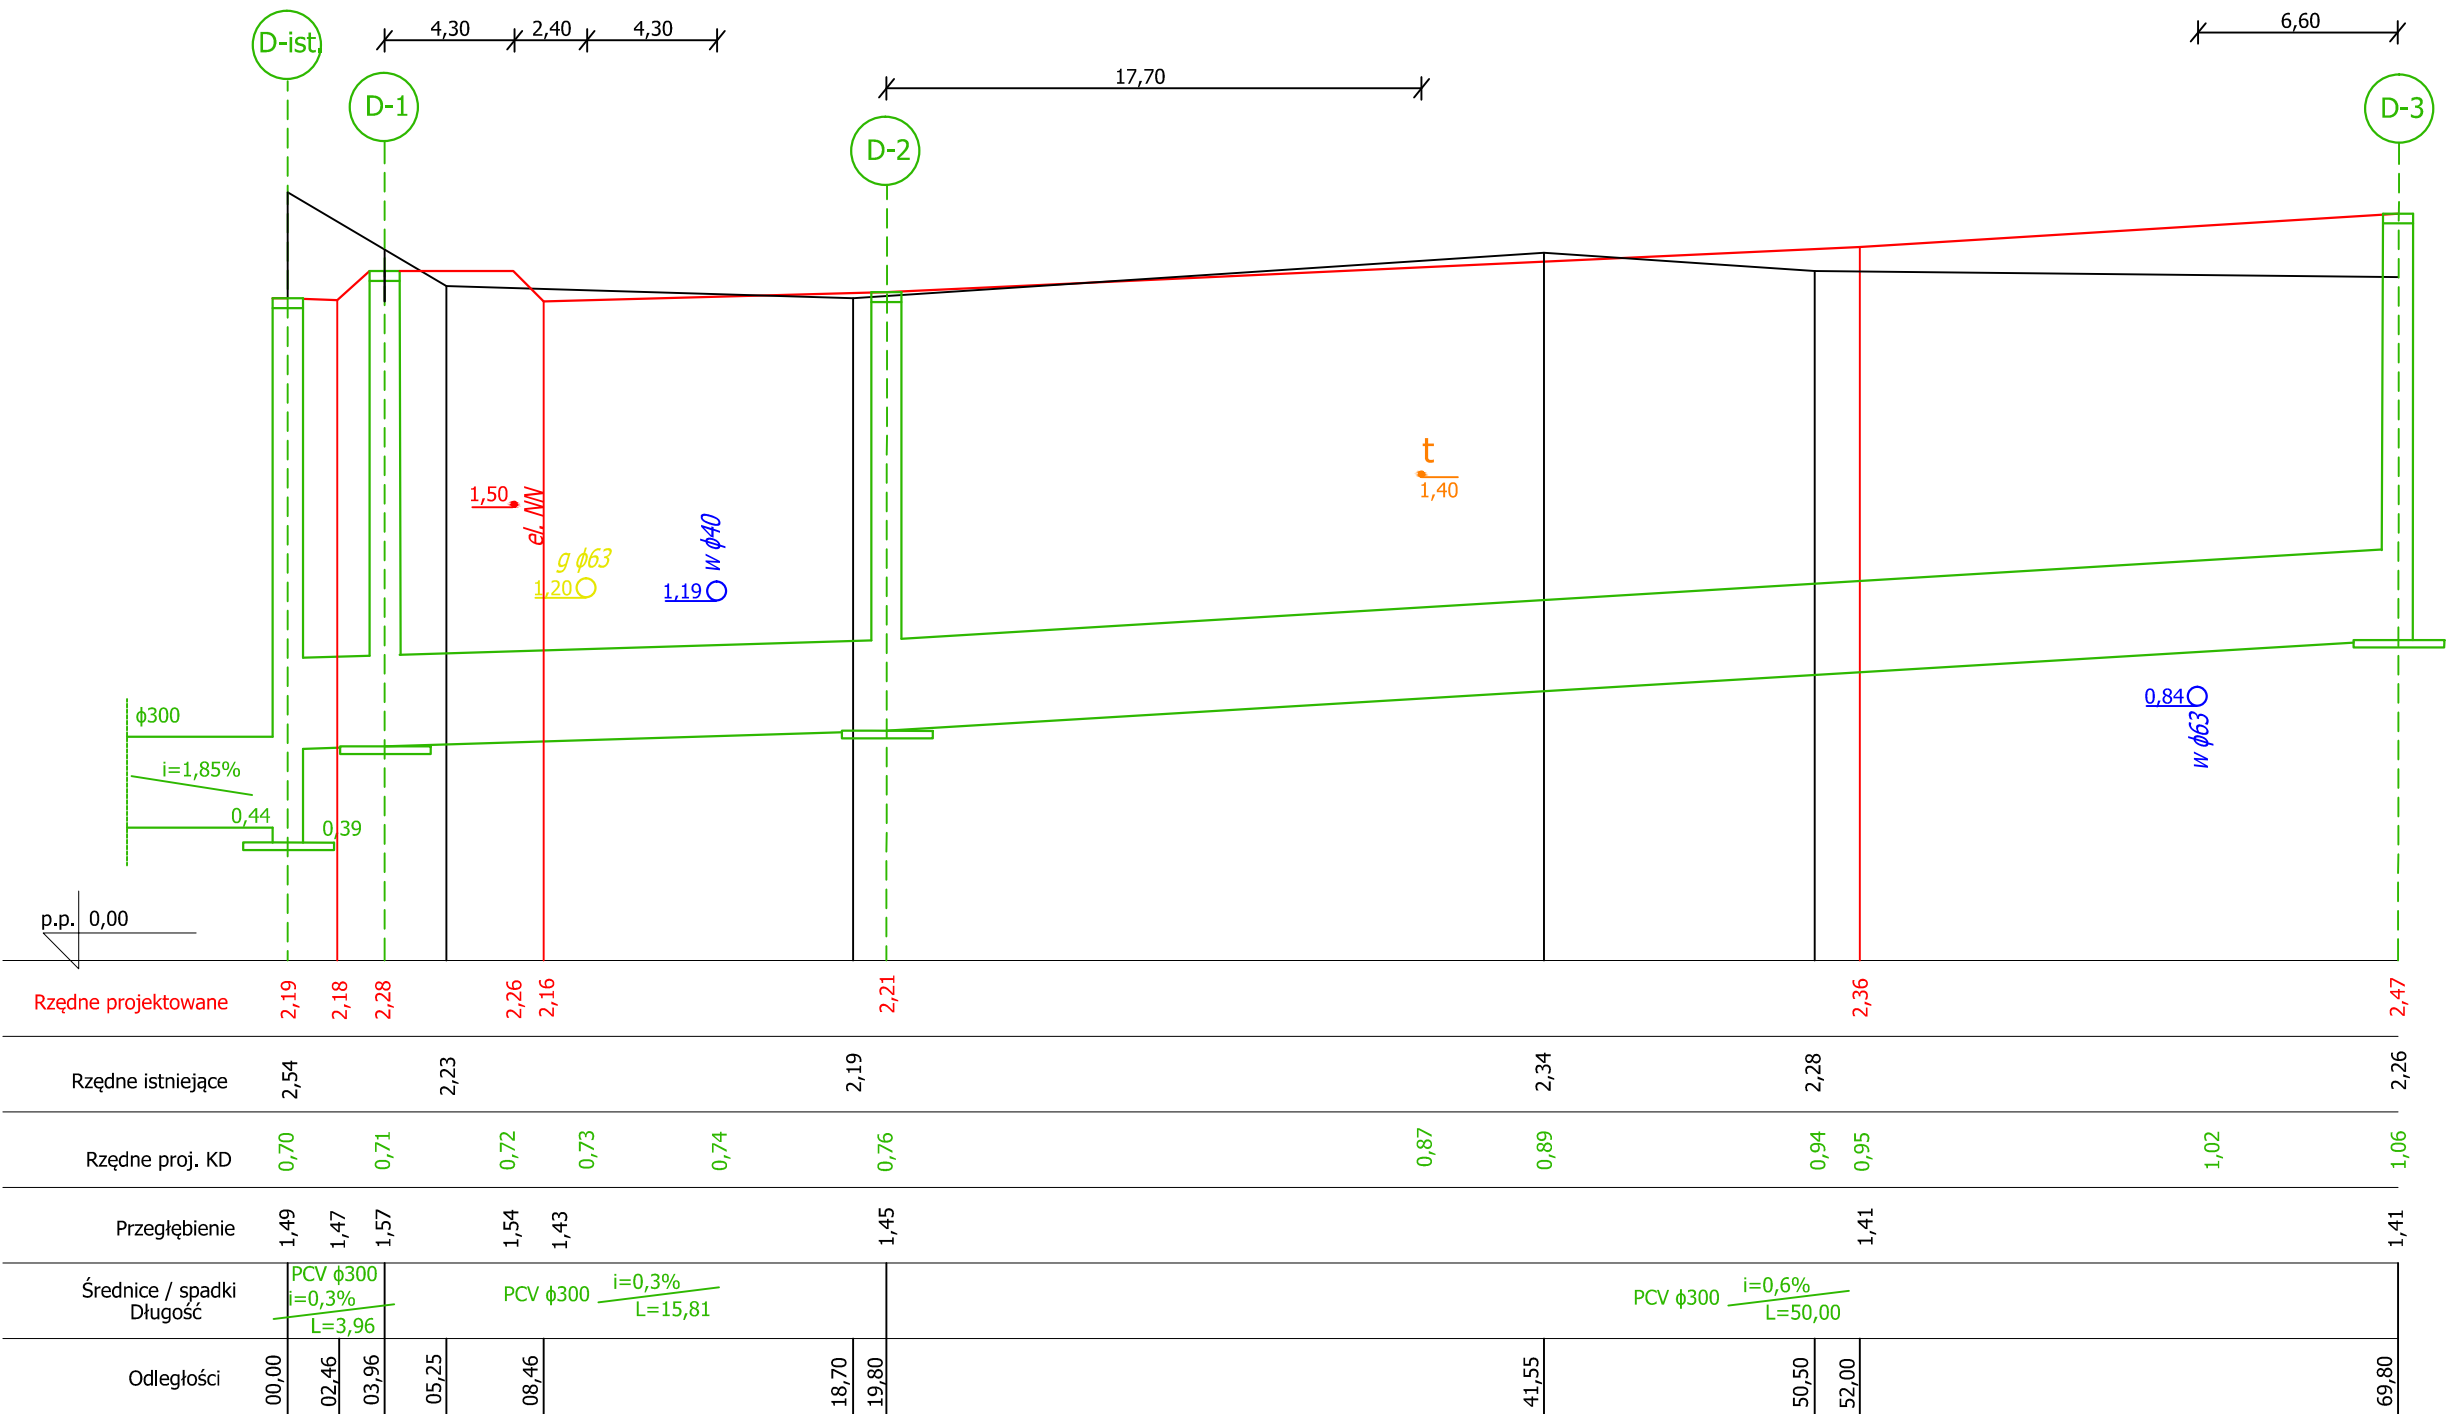 4,30 2,40 4,30 6,60
D-ist.
17,70
D-1 D-3
D-2
t
1,50 el. NN 1,40
w ϕ40
g ϕ63
1,20 1,19
0,84
w ϕ63
ϕ300
i=1,85%
0,44 0,39
p.p. 0,00
Rzędne projektowane 2,19 2,18 2,28 2,26 2,16 2,21 2,36 2,47
Rzędne istniejące 2,54 2,23 2,19 2,34 2,28 2,26
Rzędne proj. KD 0,70 0,71 0,72 0,73 0,74 0,76 0,87 0,89 0,94 0,95 1,02 1,06
Przegłębienie 1,49 1,47 1,57 1,54 1,43 1,45 1,41 1,41
Średnice / spadki
Długość
PCV ϕ300
i=0,3%
L=3,96
PCV ϕ300 i=0,3%
L=15,81
PCV ϕ300 i=0,6%
L=50,00
Odległości 00,00 02,46 03,96 05,25 08,46 18,70 19,80 41,55 50,50 52,00 69,80